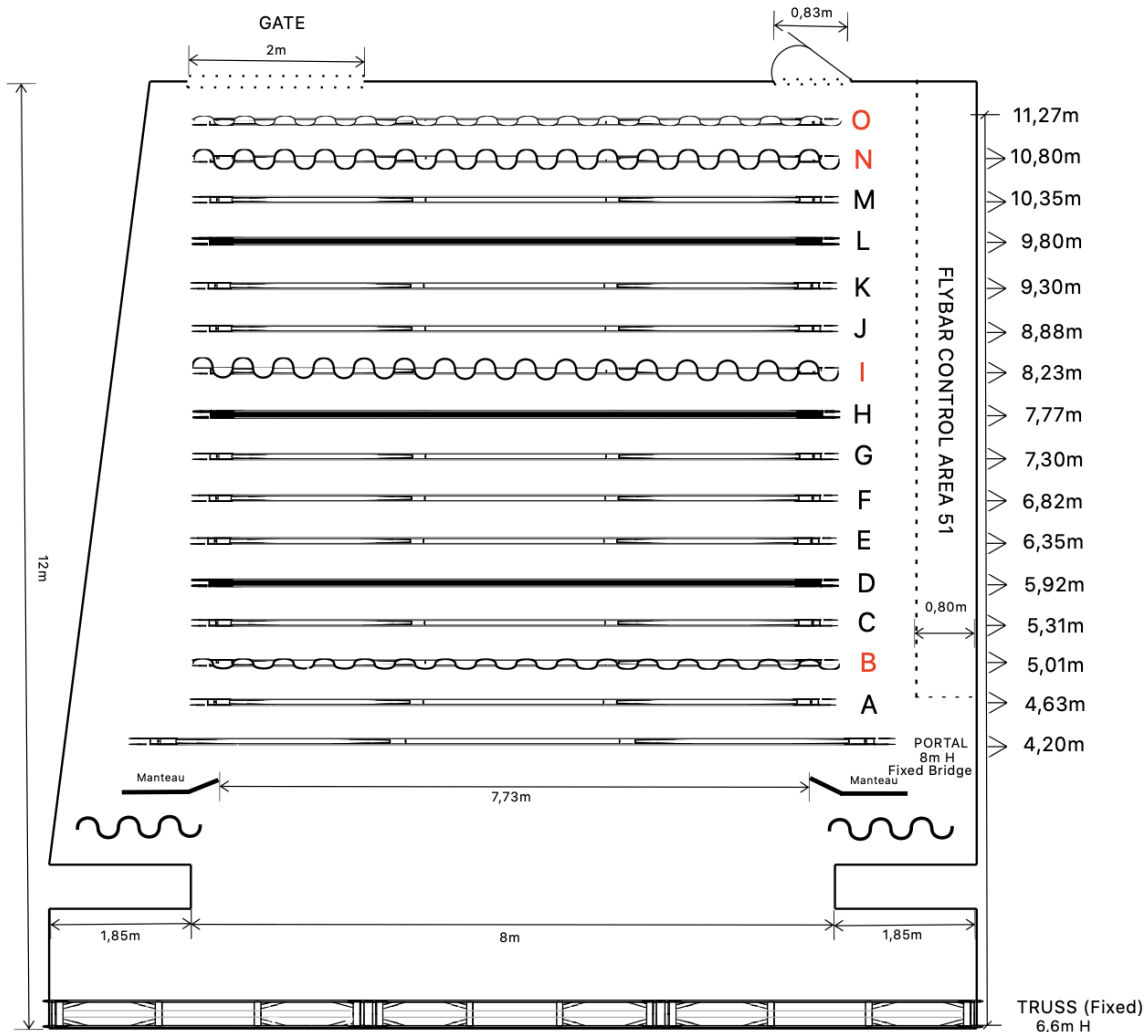 GATE
2m
0,83m
O
11,27m
N
10,80m
M
10,35m
L
9,80m
K
9,30m
J
8,88m
I
8,23m
H
7,77m
G
7,30m
F
6,82m
E
6,35m
D
5,92m
C
5,31m
B
5,01m
A
4,63m
4,20m
FLYBAR CONTROL AREA 51
0,80m
12m
PORTAL
8m H
Fixed Bridge
Manteau
Manteau
7,73m
1,85m
8m
1,85m
TRUSS (Fixed)
6.6m H